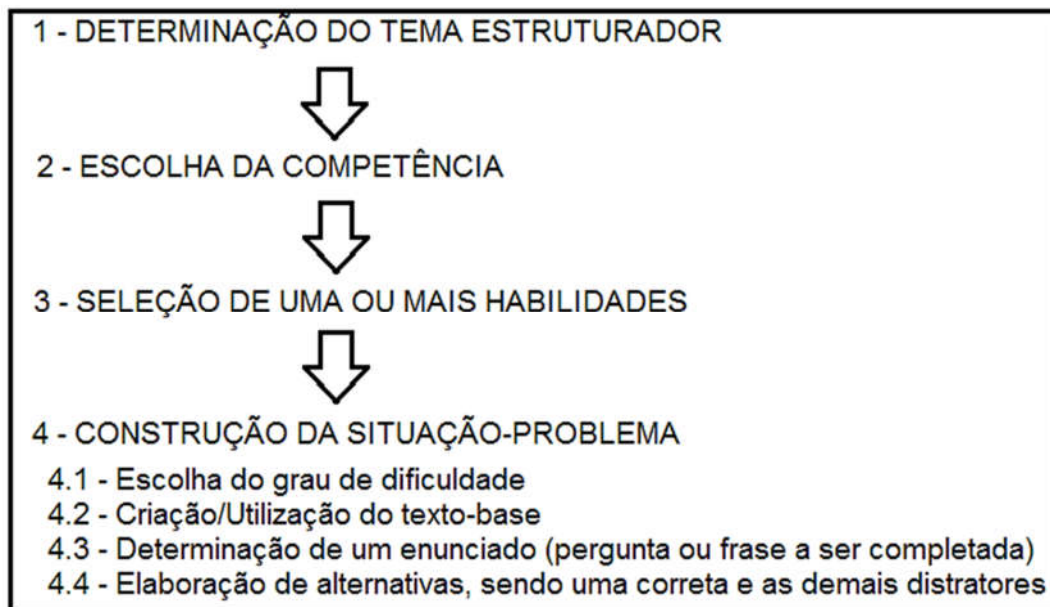 1 - DETERMINAÇÃO DO TEMA ESTRUTURADOR
2 - ESCOLHA DA COMPETÊNCIA
3 - SELEÇÃO DE UMA OU MAIS HABILIDADES
4 - CONSTRUÇÃO DA SITUAÇÃO-PROBLEMA
4.1 - Escolha do grau de dificuldade
4.2 - Criação/Utilização do texto-base
4.3 - Determinação de um enunciado (pergunta ou frase a ser completada)
4.4 - Elaboração de alternativas, sendo uma correta e as demais distratores